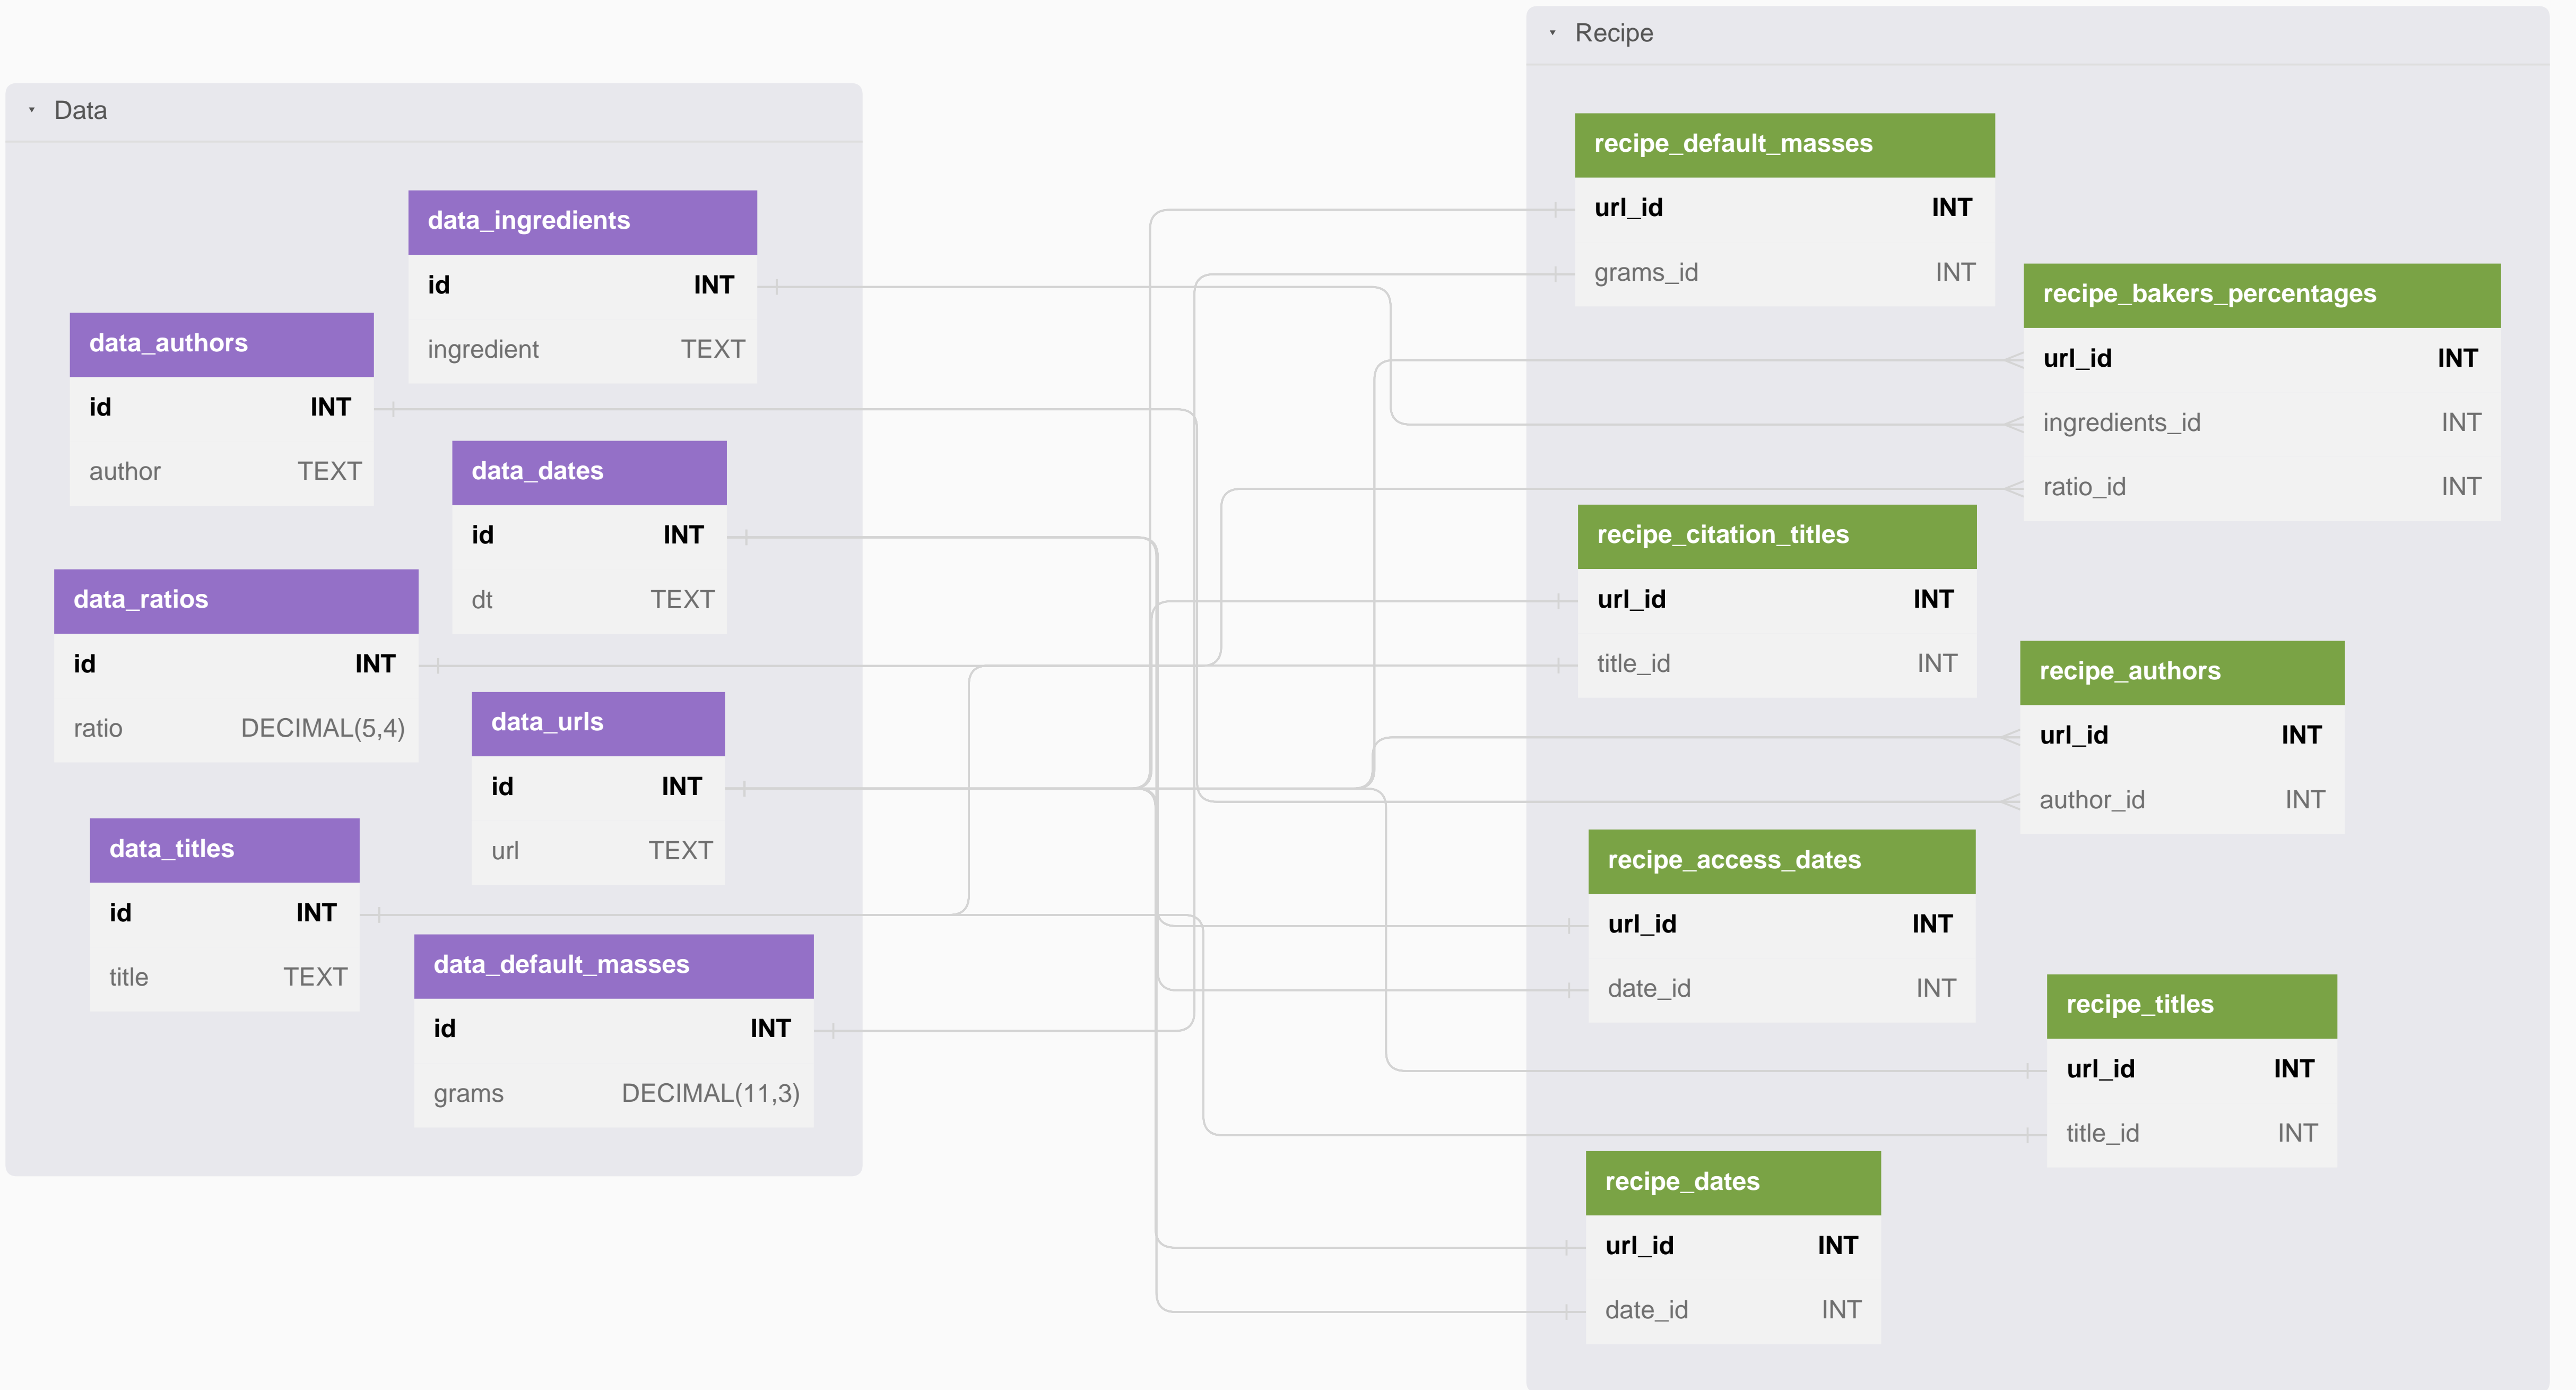 Data
data_ingredients
id INT
ingredient TEXT
data_authors
id INT
author TEXT
data_dates
id INT
dt TEXT
data_ratios
id INT
ratio DECIMAL(5,4)
data_urls
id INT
url TEXT
data_titles
id INT
title TEXT
data_default_masses
id INT
grams DECIMAL(11,3)
Recipe
recipe_default_masses
url_id INT
grams_id INT
recipe_bakers_percentages
url_id INT
ingredients_id INT
ratio_id INT
recipe_citation_titles
url_id INT
title_id INT
recipe_authors
url_id INT
author_id INT
recipe_access_dates
url_id INT
date_id INT
recipe_titles
url_id INT
title_id INT
recipe_dates
url_id INT
date_id INT